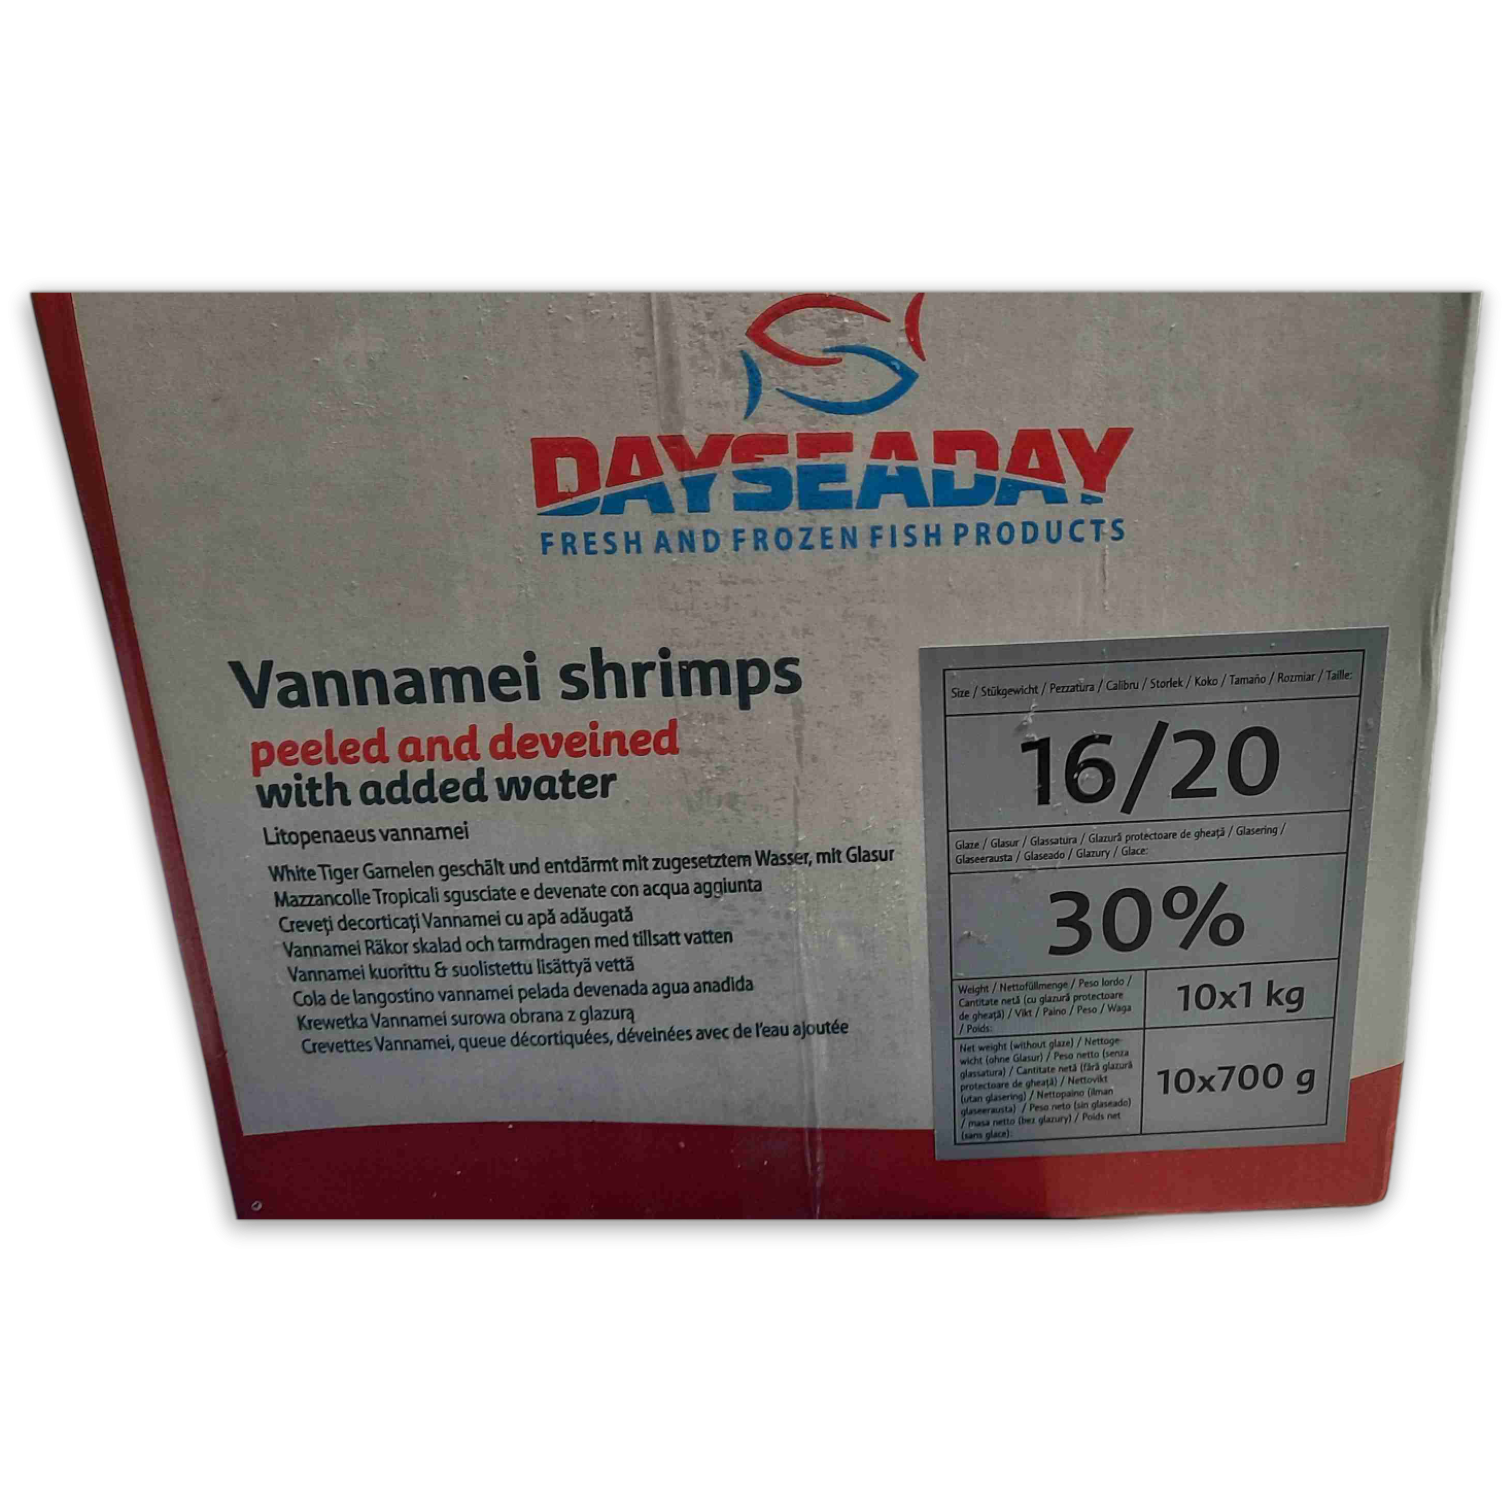 DAYSEADAY
FRESH AND FROZEN FISH PRODUCTS
Vannamei shrimps
peeled and deveined
with added water
Litopenaeus vannamei
White Tiger Garnelen geschält und entdärmt mit zugesetztem Wasser, mit Glasur
Mazzancolle Tropicali sgusciate e devenate con acqua aggiunta
Creveți decorticați Vannamei cu apă adăugată
Vannamei Räkor skalad och tarmdragen med tillsatt vatten
Vannamei kuorittu & suolistettu lisättyä vettä
Cola de langostino vannamei pelada devenada agua anadida
Krewetka Vannamei surowa obrana z glazurą
Crevettes Vannamei, queue décortiquées, déveinées avec de l'eau ajoutée
Size / Stükgewicht / Pezzatura / Calibru / Storlek / Koko / Tamaño / Rozmiar / Taille:
16/20
Glaze / Glasur / Glassatura / Glazură protectoare de gheață / Glasering /
Glaseerausta / Glaseado / Glazury / Glace:
30%
Weight / Nettofüllmenge / Peso lordo /
Cantitate netă (cu glazură protectoare
de gheață) / Vikt / Paino / Peso / Waga
/ Poids:
10x1 kg
Net weight (without glaze) / Nettoge-
wicht (ohne Glasur) / Peso netto (senza
glassatura) / Cantitate netă (fără glazură
protectoare de gheață) / Nettovikt
(utan glasering) / Nettopaino (ilman
glaseerausta) / Peso neto (sin glaseado)
/ masa netto (bez glazury) / Poids net
(sans glace):
10x700 g